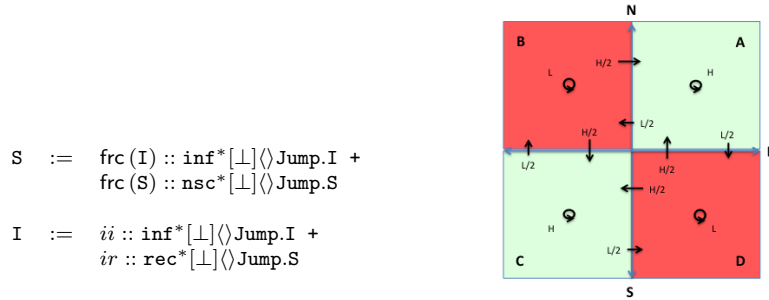 S := frc (I) :: inf*[⊥]⟨⟩Jump.I +
frc (S) :: nsc*[⊥]⟨⟩Jump.S
I := ii :: inf*[⊥]⟨⟩Jump.I +
ir :: rec*[⊥]⟨⟩Jump.S
N
B A
H/2
L H
L/2
H/2 L/2
L/2 H/2
H/2
H L
L/2
C D
S